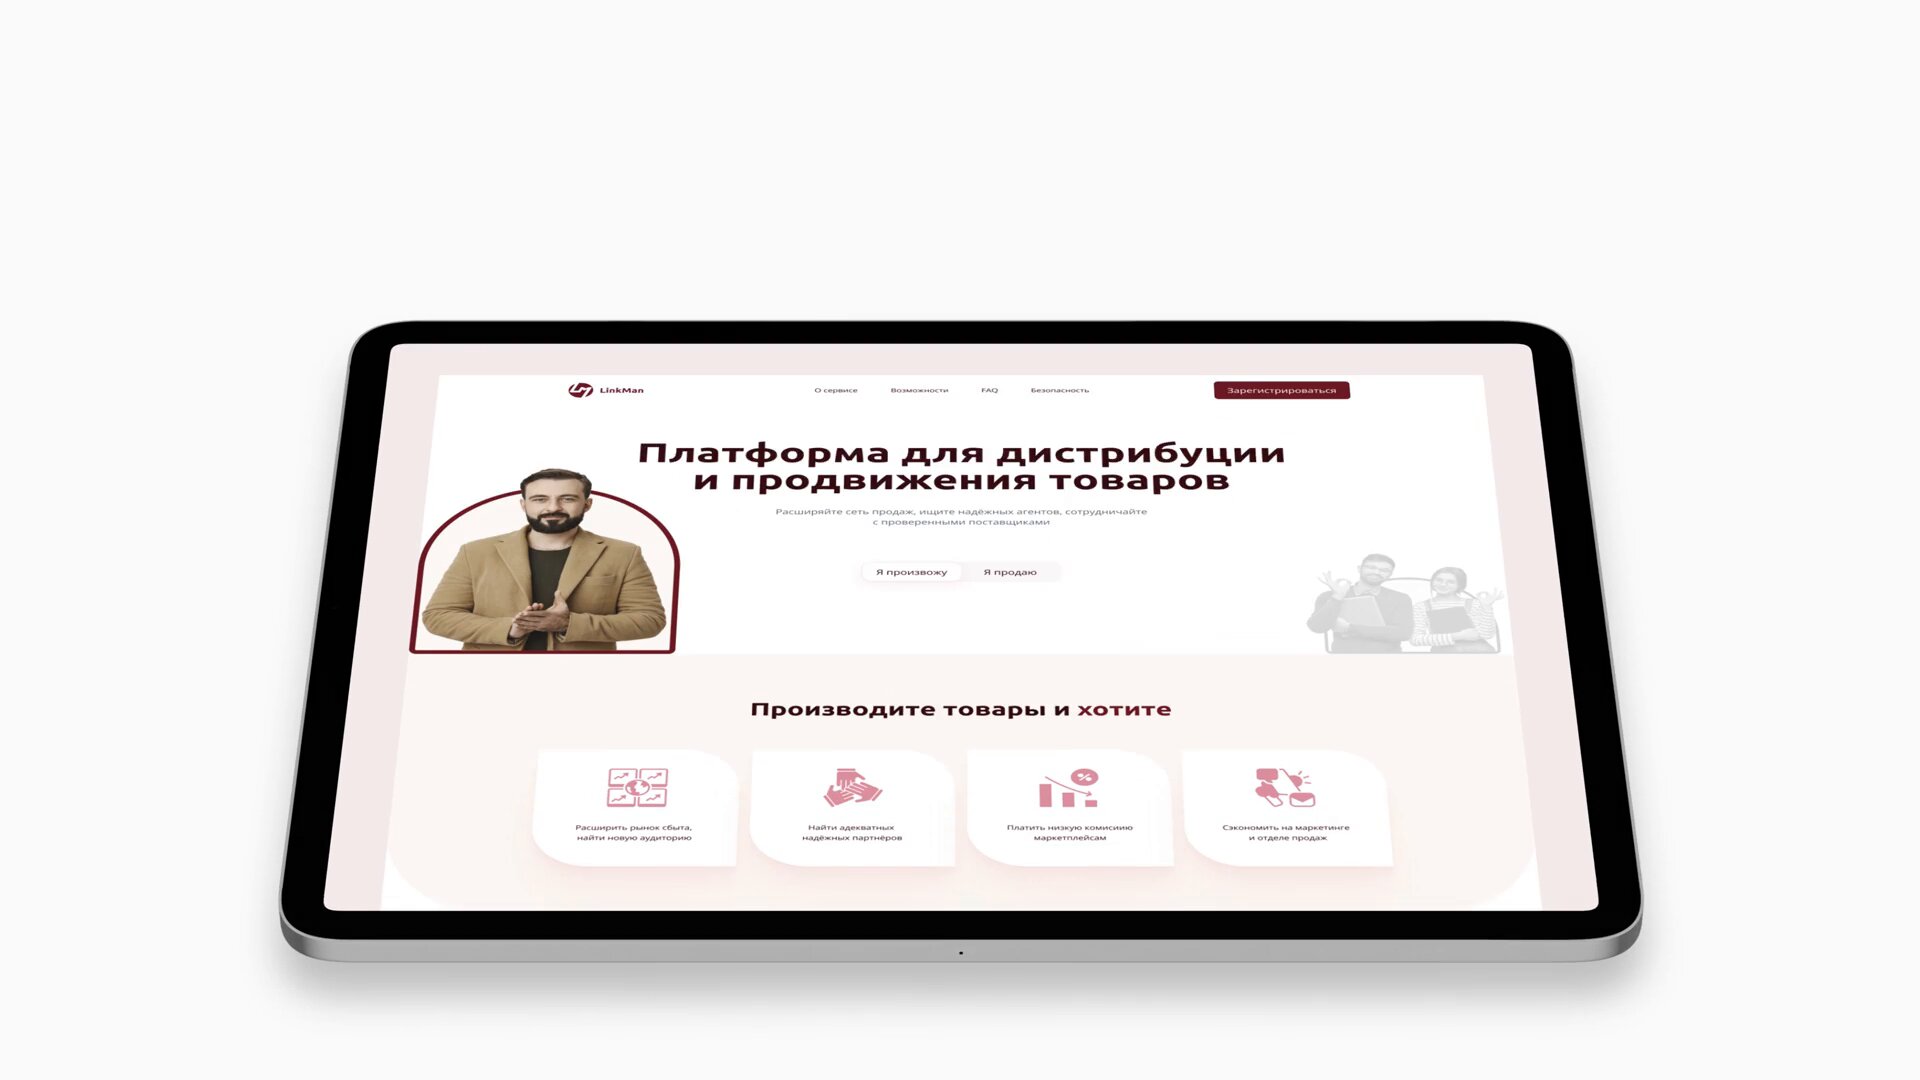 LinkMan
О сервисе
Возможности
FAQ
Безопасность
Зарегистрироваться
Платформа для дистрибуции
и продвижения товаров
Расширяйте сеть продаж, ищите надёжных агентов, сотрудничайте
с проверенными поставщиками
Я произвожу
Я продаю
Производите товары и хотите
Расширить рынок сбыта,
найти новую аудиторию
Найти адекватных
надёжных партнёров
Платить низкую комисиию
маркетплейсам
Сэкономить на маркетинге
и отделе продаж